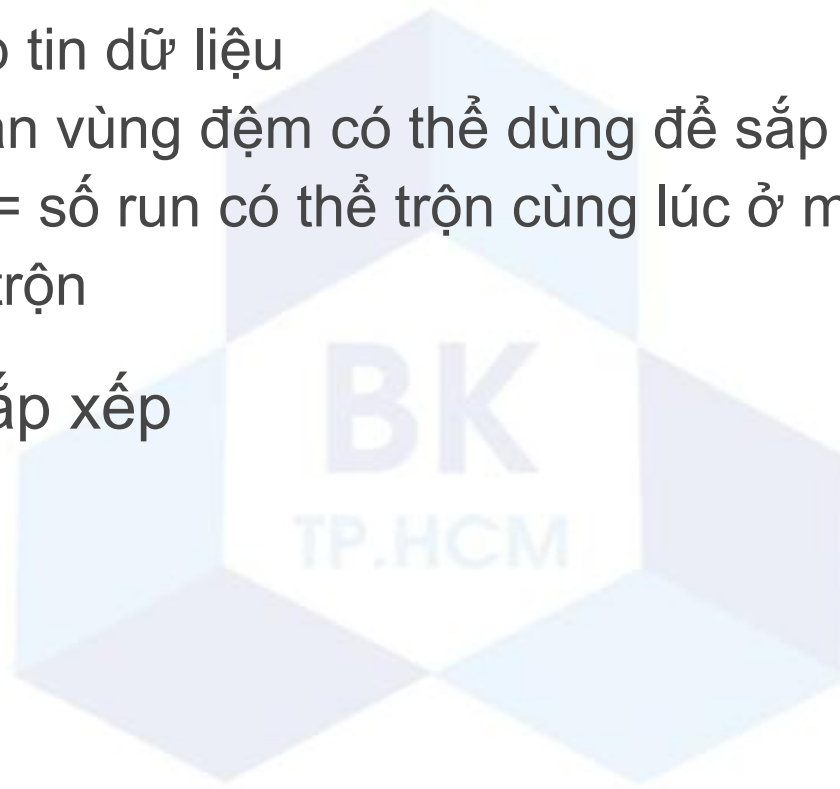 tin dữ liệu
vùng đệm có thể dùng để sắp
= số run có thể trộn cùng lúc ở
trộn
xếp
BK
TP.HCM